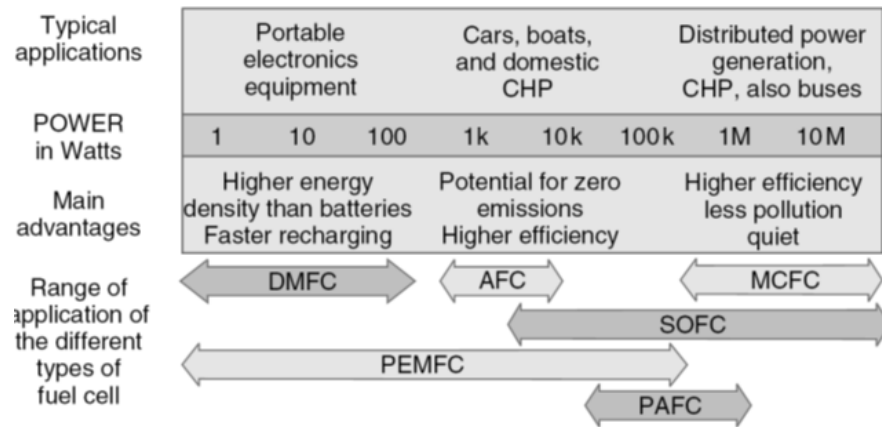 Typical
applications
Portable
electronics
equipment
Cars, boats,
and domestic
CHP
Distributed power
generation,
CHP, also buses
POWER
in Watts
1 10 100 1k 10k 100k 1M 10M
Main
advantages
Higher energy
density than batteries
Faster recharging
Potential for zero
emissions
Higher efficiency
Higher efficiency
less pollution
quiet
Range of
application of
the different
types of
fuel cell
DMFC
AFC
MCFC
SOFC
PEMFC
PAFC